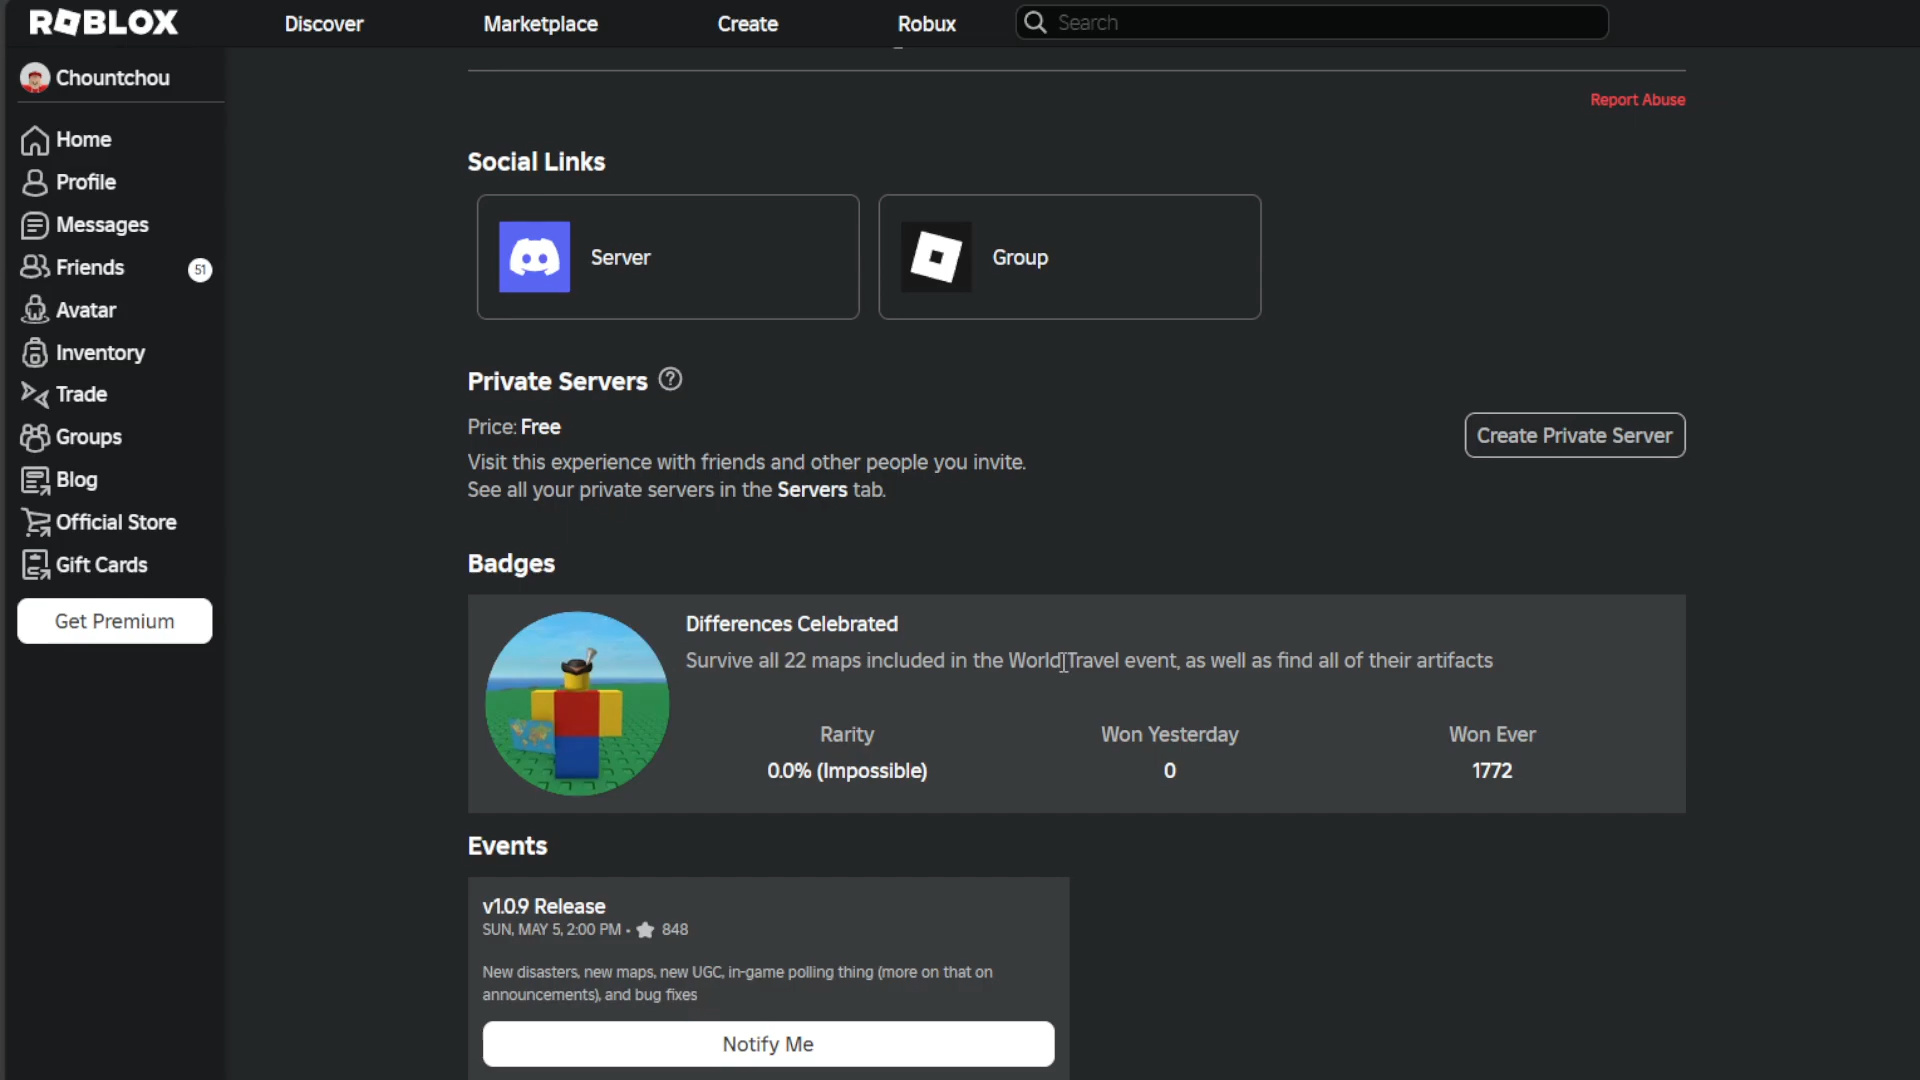 ROBLOX
Discover
Marketplace
Create
Robux
Search
Chountchou
Home
Profile
Messages
Friends
51
Avatar
Inventory
Trade
Groups
Blog
Official Store
Gift Cards
Get Premium
Report Abuse
Social Links
Server
Group
Private Servers
Price: Free
Visit this experience with friends and other people you invite.
See all your private servers in the Servers tab.
Create Private Server
Badges
Differences Celebrated
Survive all 22 maps included in the World Travel event, as well as find all of their artifacts
Rarity
Won Yesterday
Won Ever
0.0% (Impossible)
0
1772
Events
v1.0.9 Release
SUN, MAY 5, 2:00 PM • 848
New disasters, new maps, new UGC, in-game polling thing (more on that on
announcements), and bug fixes
Notify Me